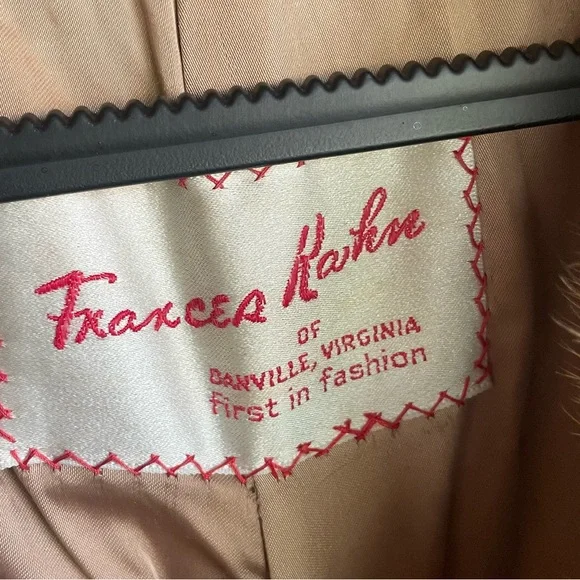 Frances Kahn
OF
DANVILLE, VIRGINIA
first in fashion